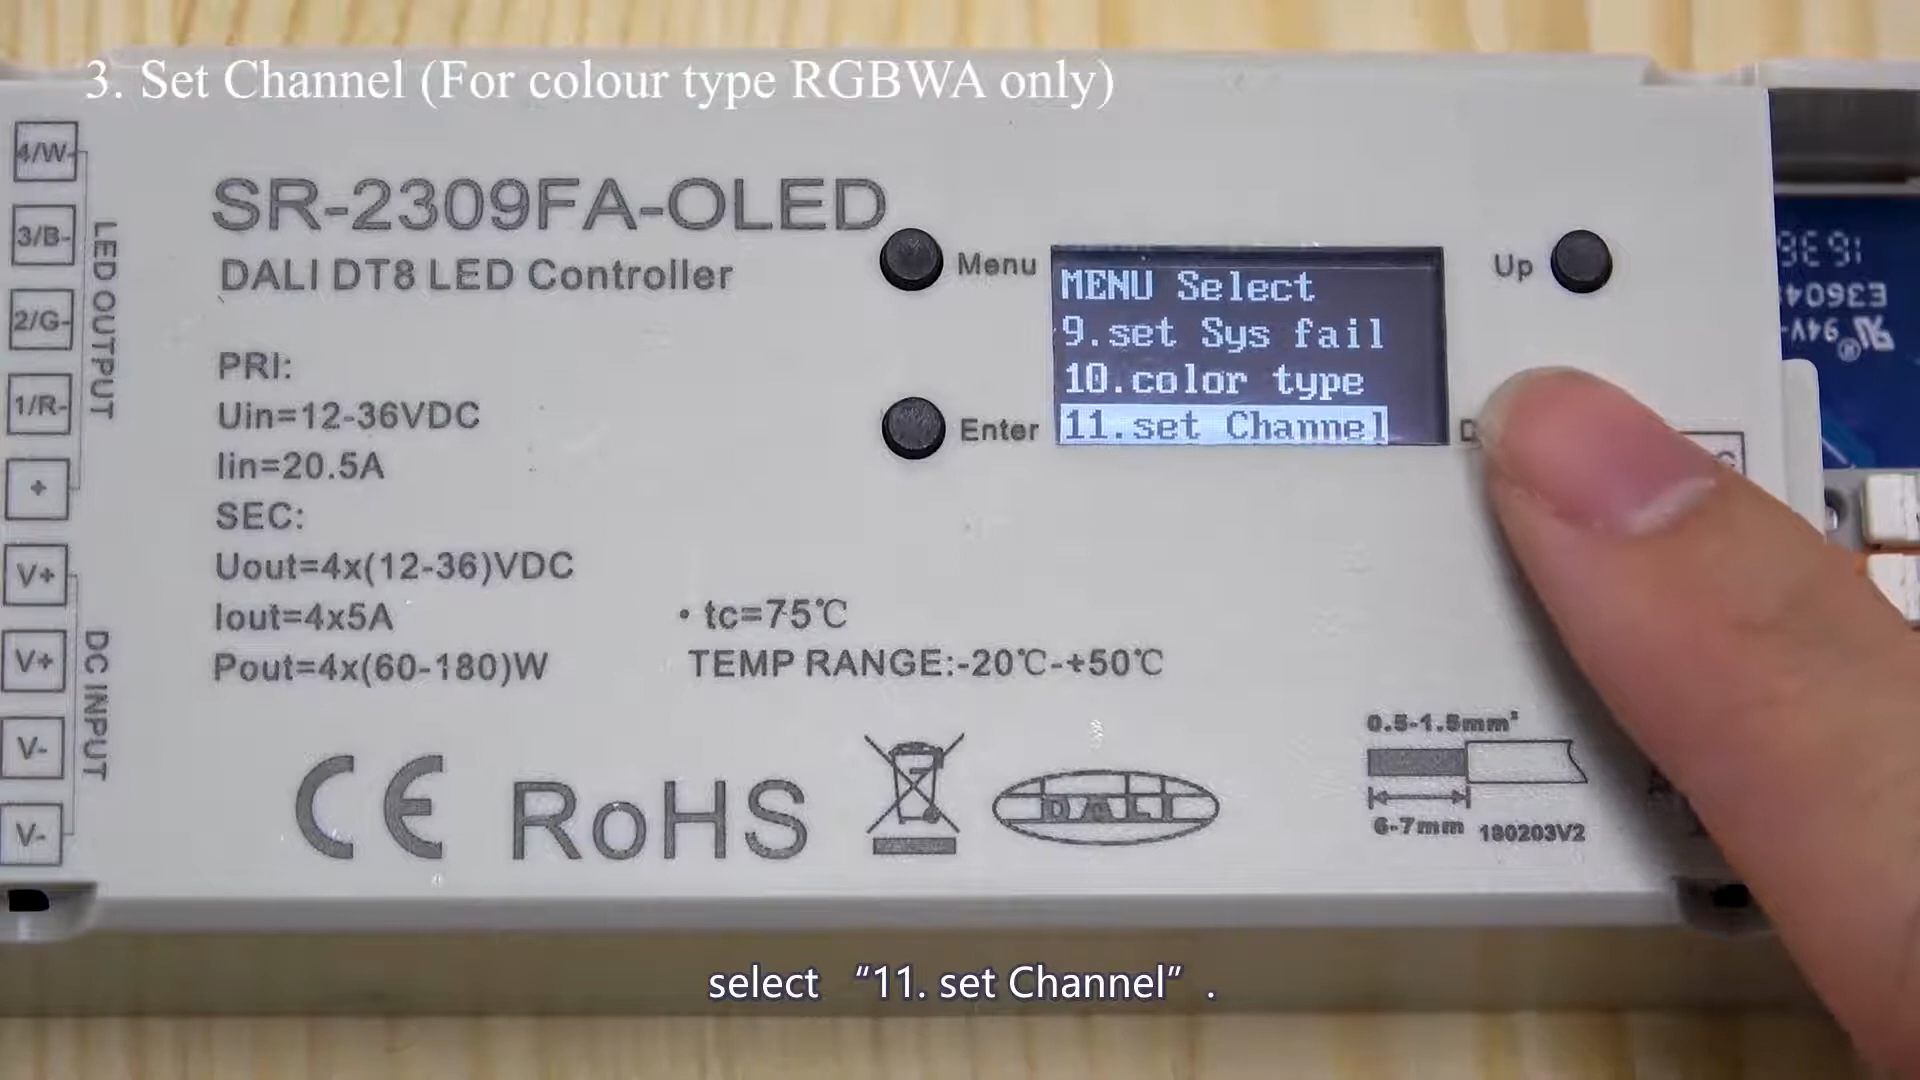 3. Set Channel (For colour type RGBWA only)
4/W-
3/B-
2/G-
1/R-
+
LED OUTPUT
V+
V+
V-
V-
DC INPUT
SR-2309FA-OLED
DALI DT8 LED Controller
PRI:
Uin=12-36VDC
Iin=20.5A
SEC:
Uout=4x(12-36)VDC
Iout=4x5A
Pout=4x(60-180)W
• tc=75℃
TEMP RANGE:-20℃-+50℃
Menu
Enter
MENU Select
9.set Sys fail
10.color type
11.set Channel
Up
CE RoHS
DALI
0.5-1.5mm²
6-7mm
180203V2
select “11. set Channel”.